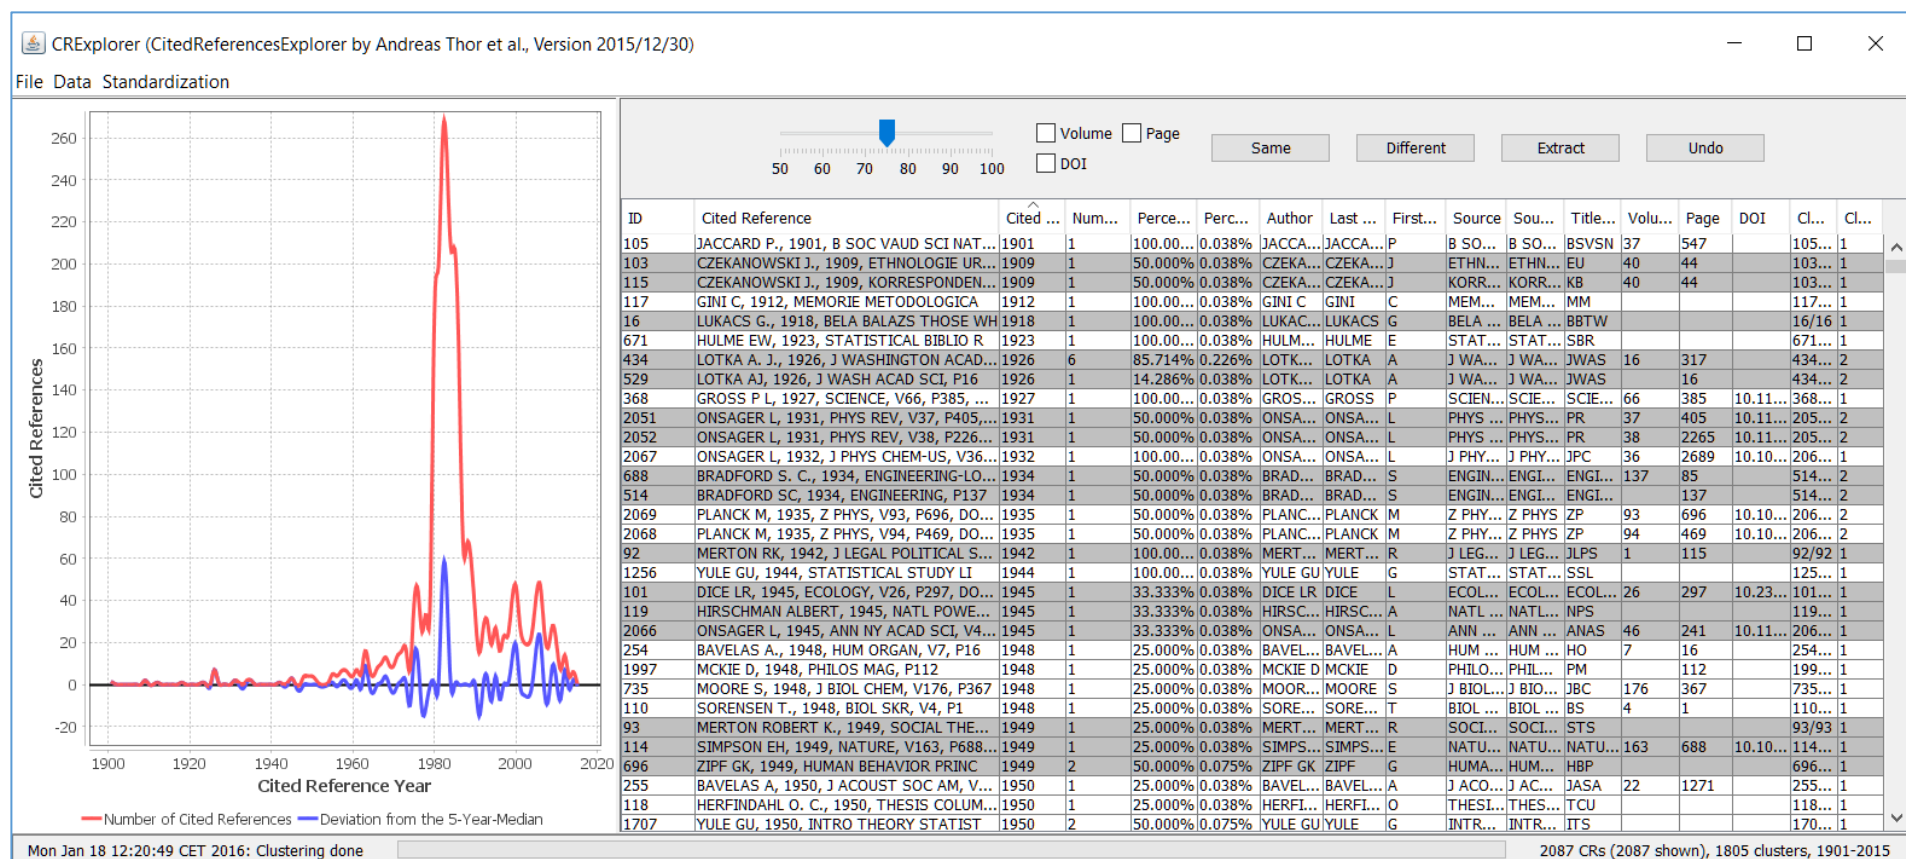 CRExplorer (CitedReferencesExplorer by Andreas Thor et al., Version 2015/12/30)
File Data Standardization
260
240
220
200
180
160
140
120
100
80
60
40
20
0
-20
Cited References
1900 1920 1940 1960 1980 2000 2020
Cited Reference Year
Number of Cited References Deviation from the 5-Year-Median
50 60 70 80 90 100
Volume Page
DOI
Same Different Extract Undo
ID Cited Reference Cited ... Num... Perce... Perc... Author Last ... First... Source Sou... Title... Volu... Page DOI Cl... Cl...
105 JACCARD P., 1901, B SOC VAUD SCI NAT... 1901 1 100.00... 0.038% JACCA... JACCA... P B SO... B SO... BSVSN 37 547 105... 1
103 CZEKANOWSKI J., 1909, ETHNOLOGIE UR... 1909 1 50.000% 0.038% CZEKA... CZEKA... J ETHN... ETHN... EU 40 44 103... 1
115 CZEKANOWSKI J., 1909, KORRESPONDEN... 1909 1 50.000% 0.038% CZEKA... CZEKA... J KORR... KORR... KB 40 44 103... 1
117 GINI C, 1912, MEMORIE METODOLOGICA 1912 1 100.00... 0.038% GINI C GINI C MEM... MEM... MM 117... 1
16 LUKACS G., 1918, BELA BALAZS THOSE WH 1918 1 100.00... 0.038% LUKAC... LUKACS G BELA ... BELA ... BBTW 16/16 1
671 HULME EW, 1923, STATISTICAL BIBLIO R 1923 1 100.00... 0.038% HULM... HULME E STAT... STAT... SBR 671... 1
434 LOTKA A. J., 1926, J WASHINGTON ACAD... 1926 6 85.714% 0.226% LOTK... LOTKA A J WA... J WA... JWAS 16 317 434... 2
529 LOTKA AJ, 1926, J WASH ACAD SCI, P16 1926 1 14.286% 0.038% LOTK... LOTKA A J WA... J WA... JWAS 16 434... 2
368 GROSS P L, 1927, SCIENCE, V66, P385, ... 1927 1 100.00... 0.038% GROS... GROSS P SCIEN... SCIE... SCIE... 66 385 10.11... 368... 1
2051 ONSAGER L, 1931, PHYS REV, V37, P405,... 1931 1 50.000% 0.038% ONSA... ONSA... L PHYS ... PHYS... PR 37 405 10.11... 205... 2
2052 ONSAGER L, 1931, PHYS REV, V38, P226... 1931 1 50.000% 0.038% ONSA... ONSA... L PHYS ... PHYS... PR 38 2265 10.11... 205... 2
2067 ONSAGER L, 1932, J PHYS CHEM-US, V36... 1932 1 100.00... 0.038% ONSA... ONSA... L J PHY... J PHY... JPC 36 2689 10.10... 206... 1
688 BRADFORD S. C., 1934, ENGINEERING-LO... 1934 1 50.000% 0.038% BRAD... BRAD... S ENGIN... ENGI... ENGI... 137 85 514... 2
514 BRADFORD SC, 1934, ENGINEERING, P137 1934 1 50.000% 0.038% BRAD... BRAD... S ENGIN... ENGI... ENGI... 137 514... 2
2069 PLANCK M, 1935, Z PHYS, V93, P696, DO... 1935 1 50.000% 0.038% PLANC... PLANCK M Z PHY... Z PHYS ZP 93 696 10.10... 206... 2
2068 PLANCK M, 1935, Z PHYS, V94, P469, DO... 1935 1 50.000% 0.038% PLANC... PLANCK M Z PHY... Z PHYS ZP 94 469 10.10... 206... 2
92 MERTON RK, 1942, J LEGAL POLITICAL S... 1942 1 100.00... 0.038% MERT... MERT... R J LEG... J LEG... JLPS 1 115 92/92 1
1256 YULE GU, 1944, STATISTICAL STUDY LI 1944 1 100.00... 0.038% YULE GU YULE G STAT... STAT... SSL 125... 1
101 DICE LR, 1945, ECOLOGY, V26, P297, DO... 1945 1 33.333% 0.038% DICE LR DICE L ECOL... ECOL... ECOL... 26 297 10.23... 101... 1
119 HIRSCHMAN ALBERT, 1945, NATL POWE... 1945 1 33.333% 0.038% HIRSC... HIRSC... A NATL ... NATL... NPS 119... 1
2066 ONSAGER L, 1945, ANN NY ACAD SCI, V4... 1945 1 33.333% 0.038% ONSA... ONSA... L ANN ... ANN ... ANAS 46 241 10.11... 206... 1
254 BAVELAS A., 1948, HUM ORGAN, V7, P16 1948 1 25.000% 0.038% BAVEL... BAVEL... A HUM ... HUM ... HO 7 16 254... 1
1997 MCKIE D, 1948, PHILOS MAG, P112 1948 1 25.000% 0.038% MCKIE D MCKIE D PHILO... PHIL... PM 112 199... 1
735 MOORE S, 1948, J BIOL CHEM, V176, P367 1948 1 25.000% 0.038% MOOR... MOORE S J BIOL... J BIO... JBC 176 367 735... 1
110 SORENSEN T., 1948, BIOL SKR, V4, P1 1948 1 25.000% 0.038% SORE... SORE... T BIOL ... BIOL ... BS 4 1 110... 1
93 MERTON ROBERT K., 1949, SOCIAL THE... 1949 1 25.000% 0.038% MERT... MERT... R SOCI... SOCI... STS 93/93 1
114 SIMPSON EH, 1949, NATURE, V163, P688... 1949 1 25.000% 0.038% SIMPS... SIMPS... E NATU... NATU... NATU... 163 688 10.10... 114... 1
696 ZIPF GK, 1949, HUMAN BEHAVIOR PRINC 1949 2 50.000% 0.075% ZIPF GK ZIPF G HUMA... HUM... HBP 696... 1
255 BAVELAS A, 1950, J ACOUST SOC AM, V... 1950 1 25.000% 0.038% BAVEL... BAVEL... A J ACO... J AC... JASA 22 1271 255... 1
118 HERFINDAHL O. C., 1950, THESIS COLUM... 1950 1 25.000% 0.038% HERFI... HERFI... O THESI... THES... TCU 118... 1
1707 YULE GU, 1950, INTRO THEORY STATIST 1950 2 50.000% 0.075% YULE GU YULE G INTR... INTR... ITS 170... 1
Mon Jan 18 12:20:49 CET 2016: Clustering done
2087 CRs (2087 shown), 1805 clusters, 1901-2015